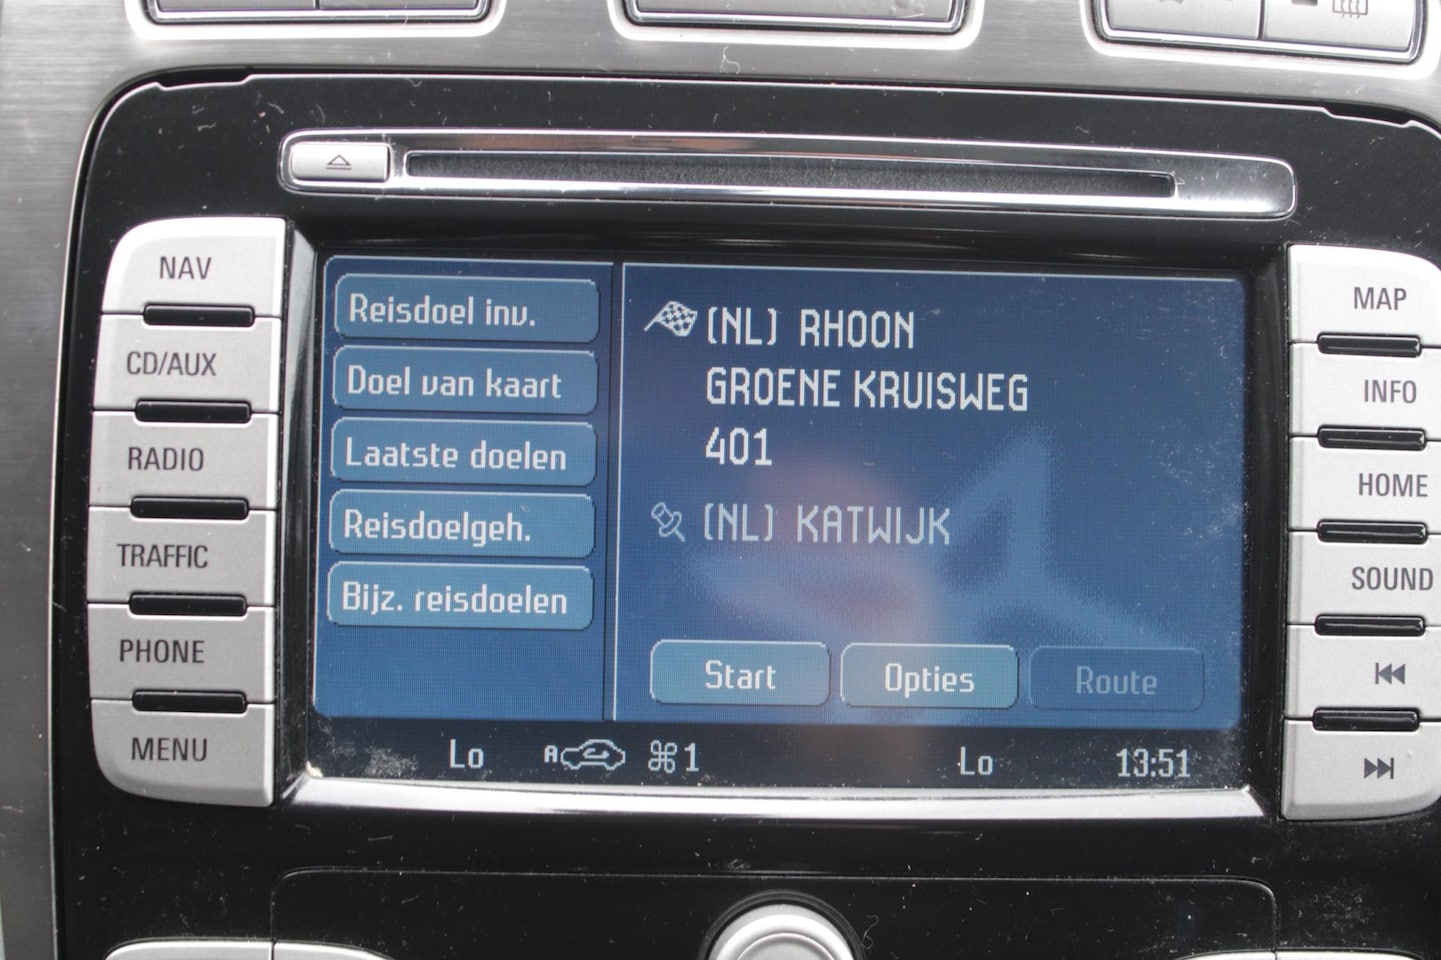 NAV
CD/AUX
RADIO
TRAFFIC
PHONE
MENU
Reisdoel inv.
Doel van kaart
Laatste doelen
Reisdoelgeh.
Bijz. reisdoelen
(NL) RHOON
GROENE KRUISWEG
401
(NL) KATWIJK
Start
Opties
Route
Lo
A
1
Lo
13:51
MAP
INFO
HOME
SOUND